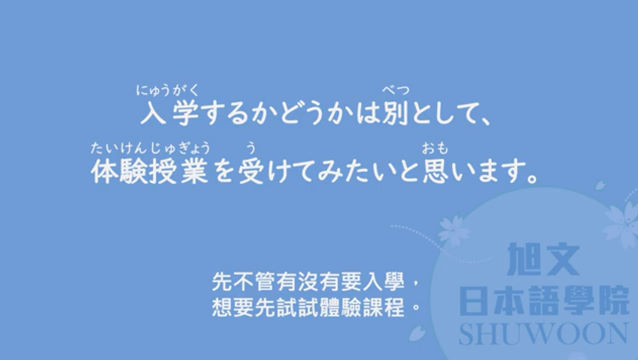 にゅうがく べつ
入学するかどうかは別として、
たいけんじゅぎょう う おも
体験授業を受けてみたいと思います。
先不管有沒有要入學，
想要先試試體驗課程。
旭文
日本語學院
SHUWOON